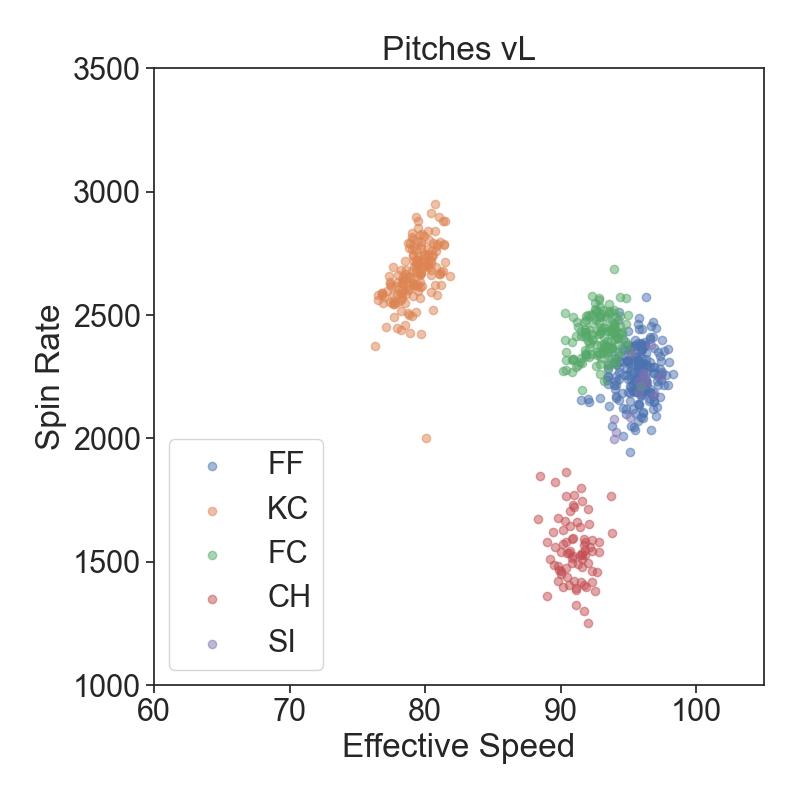 Pitches vL
3500
3000
2500
2000
1500
1000
Spin Rate
FF
KC
FC
CH
SI
60 70 80 90 100
Effective Speed